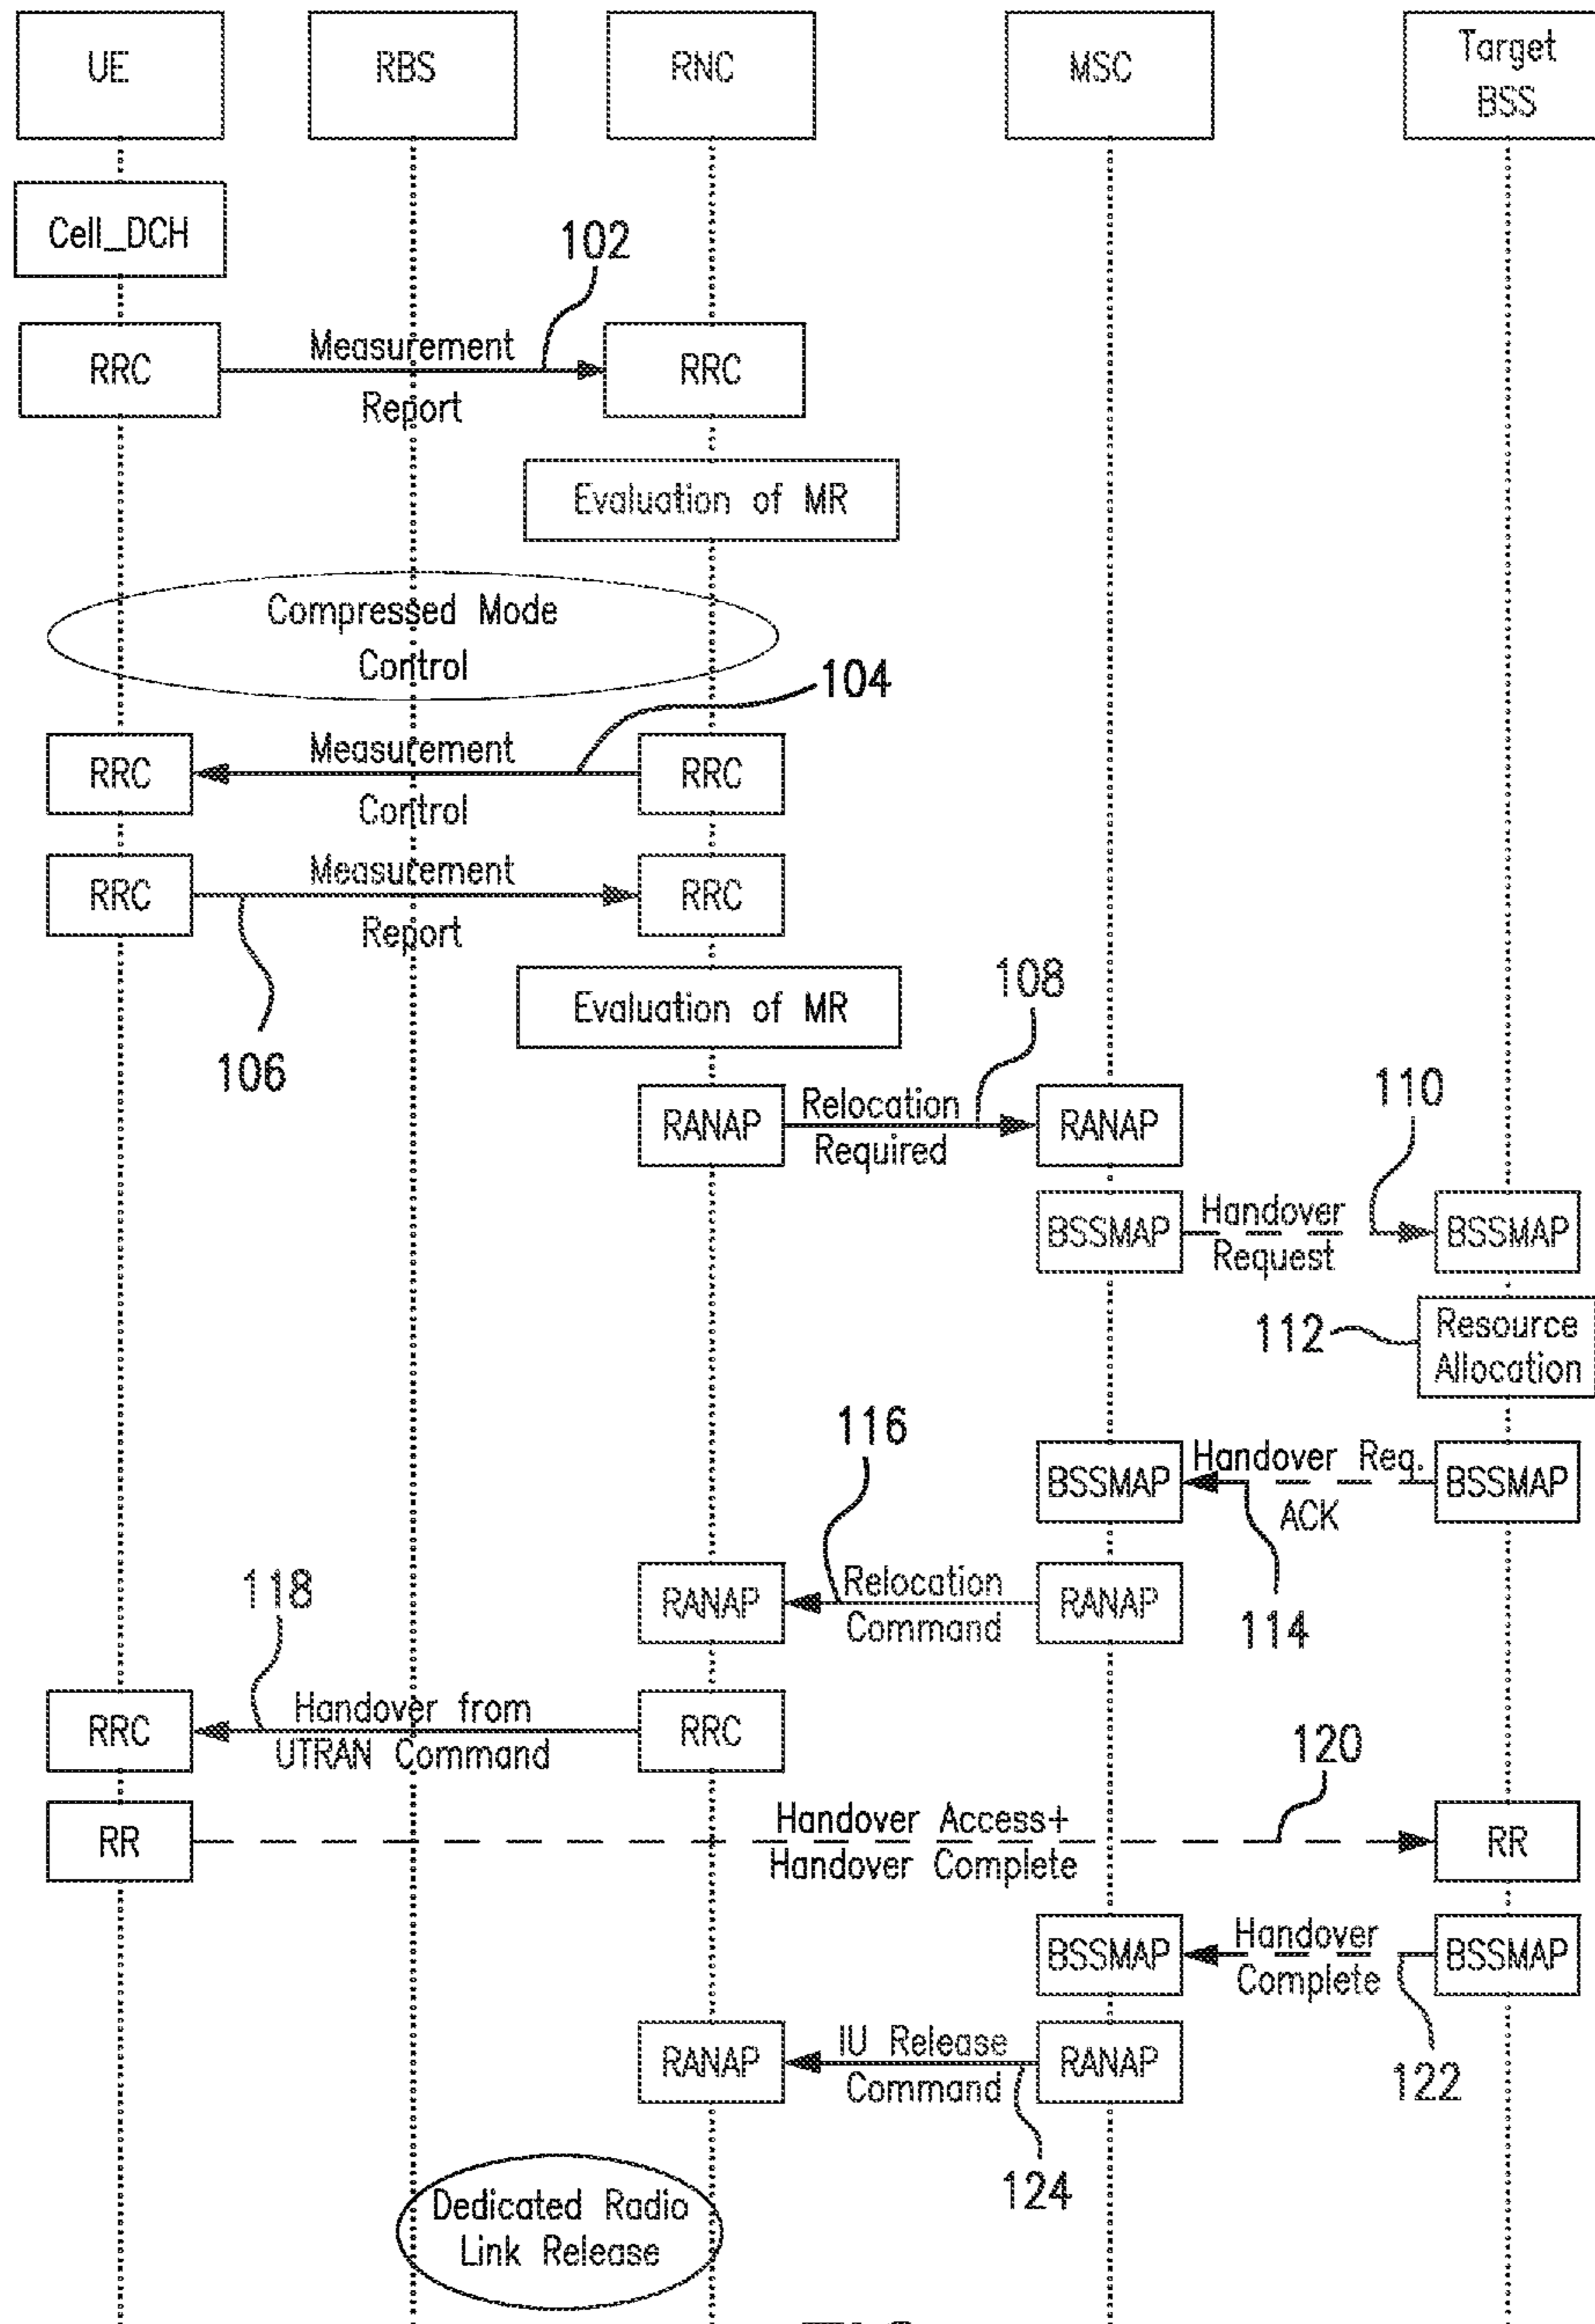 UE
RBS
RNC
MSC
Target
BSS
Cell_DCH
102
RRC
Measurement
Report
RRC
Evaluation of MR
Compressed Mode
Control
104
RRC
Measurement
Control
RRC
RRC
Measurement
Report
RRC
106
Evaluation of MR
108
RANAP
Relocation
Required
RANAP
110
BSSMAP
Handover
Request
BSSMAP
112
Resource
Allocation
116
BSSMAP
Handover Req.
ACK
BSSMAP
114
118
RANAP
Relocation
Command
RANAP
RRC
Handover from
UTRAN Command
RRC
120
RR
Handover Access+
Handover Complete
RR
BSSMAP
Handover
Complete
BSSMAP
122
RANAP
IU Release
Command
RANAP
124
Dedicated Radio
Link Release